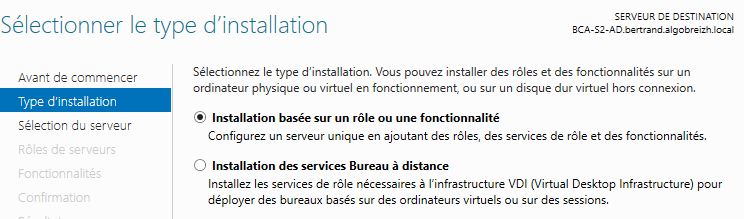 Sélectionner le type d'installation
SERVEUR DE DESTINATION
BCA-S2-AD.bertrand.algobreizh.local
Avant de commencer
Type d'installation
Sélection du serveur
Rôles de serveurs
Fonctionnalités
Confirmation
Sélectionnez le type d'installation. Vous pouvez installer des rôles et des fonctionnalités sur un
ordinateur physique ou virtuel en fonctionnement, ou sur un disque dur virtuel hors connexion.
Installation basée sur un rôle ou une fonctionnalité
Configurez un serveur unique en ajoutant des rôles, des services de rôle et des fonctionnalités.
Installation des services Bureau à distance
Installez les services de rôle nécessaires à l'infrastructure VDI (Virtual Desktop Infrastructure) pour
déployer des bureaux basés sur des ordinateurs virtuels ou sur des sessions.